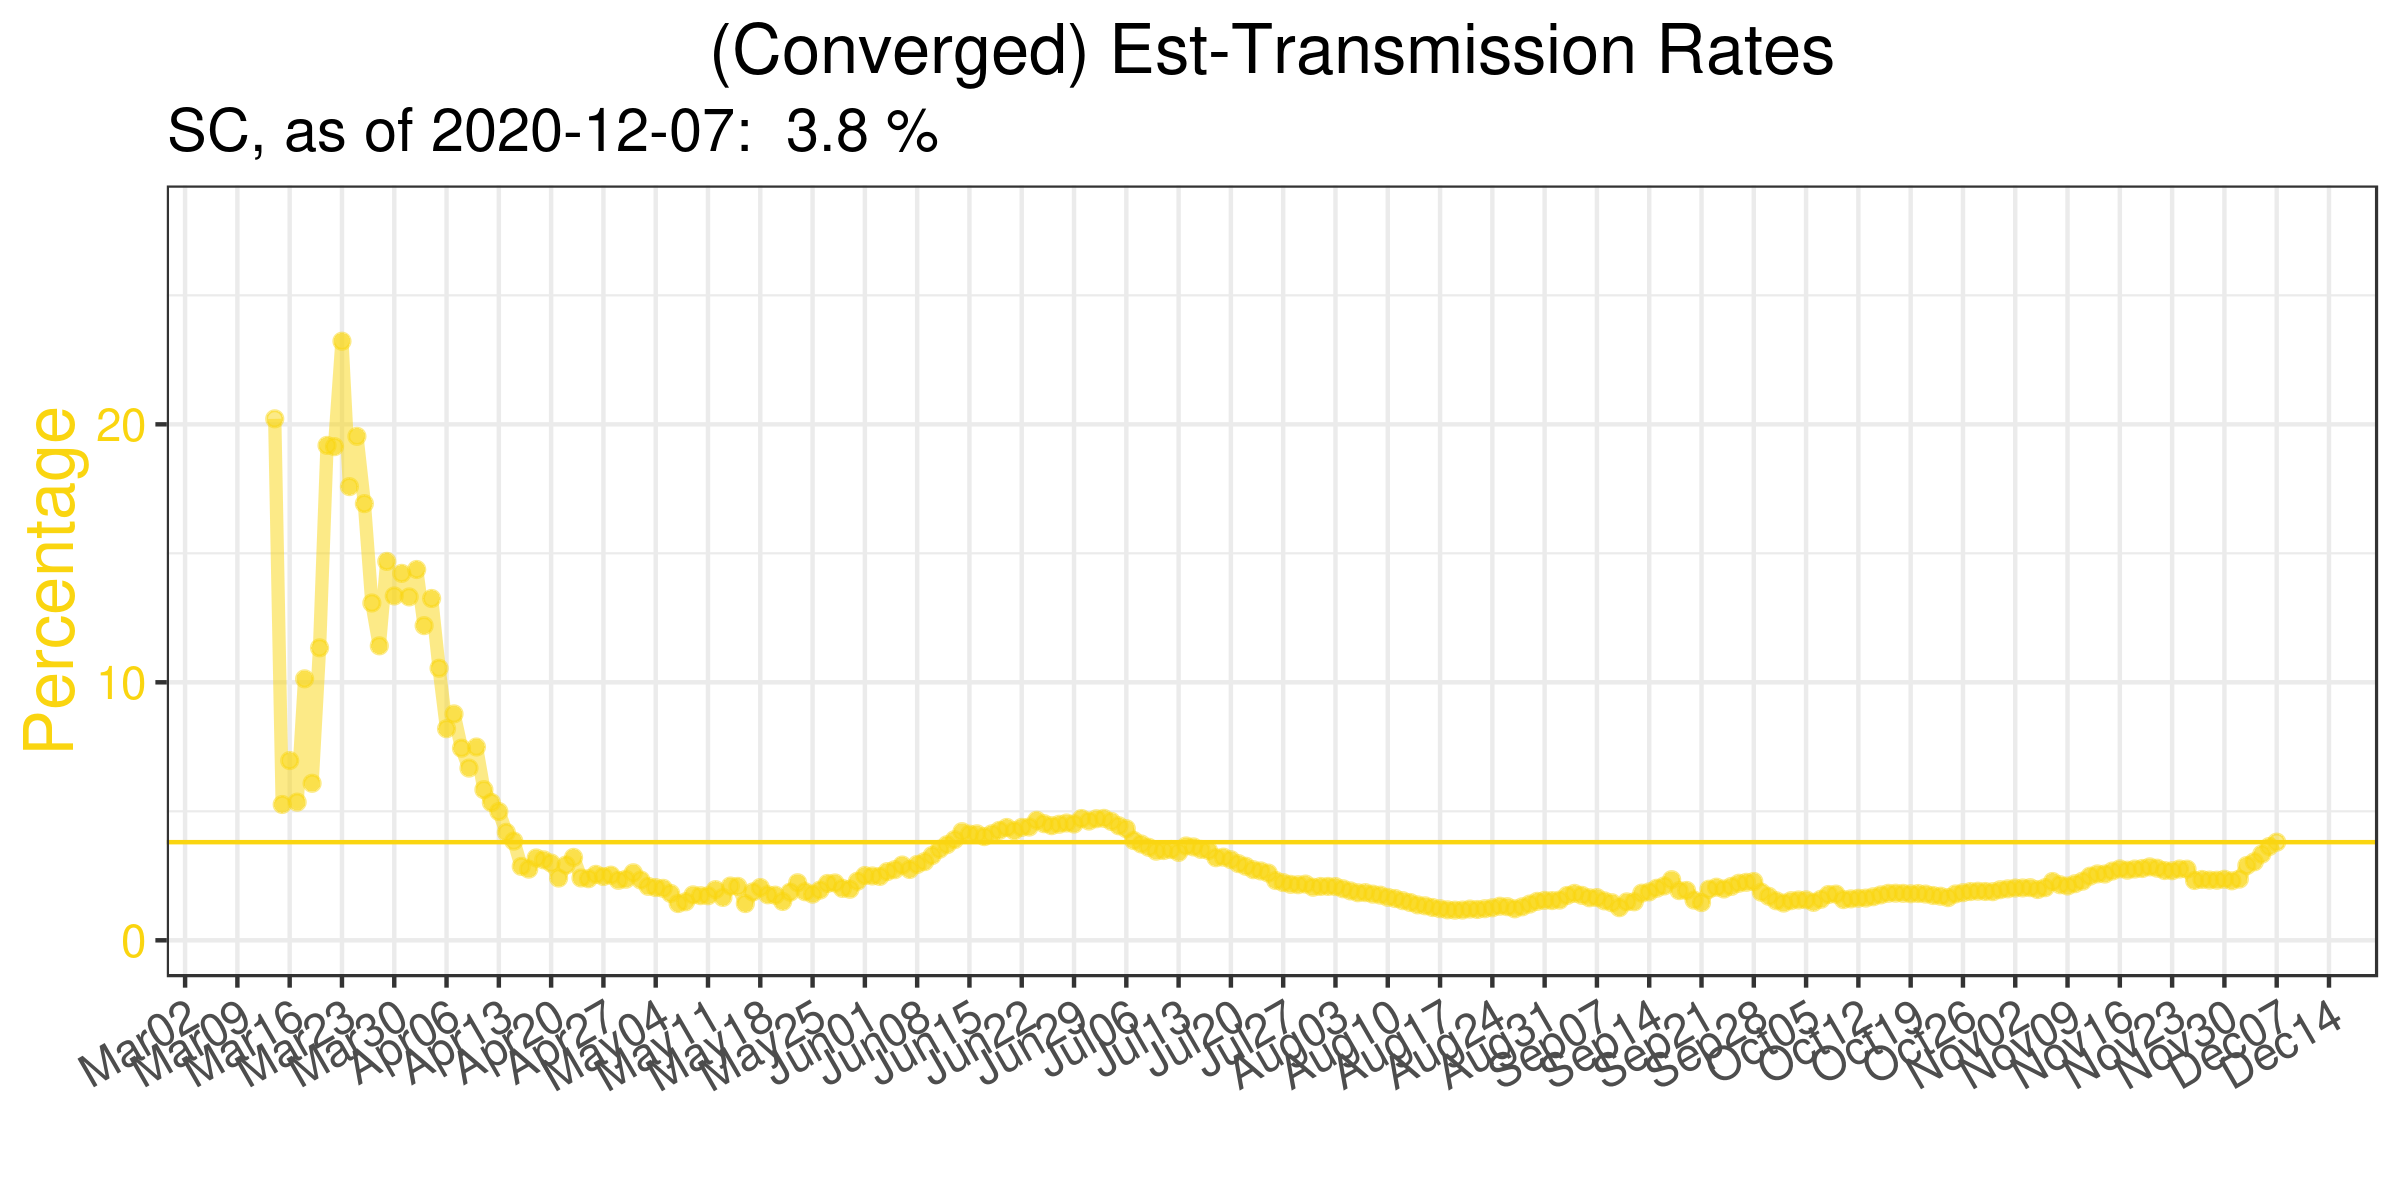 (Converged) Est-Transmission Rates
SC, as of 2020-12-07:  3.8 %
Percentage
20
10
0
Mar02
Mar09
Mar16
Mar23
Mar30
Apr06
Apr13
Apr20
Apr27
May04
May11
May18
May25
Jun01
Jun08
Jun15
Jun22
Jun29
Jul06
Jul13
Jul20
Jul27
Aug03
Aug10
Aug17
Aug24
Aug31
Sep07
Sep14
Sep21
Sep28
Oct05
Oct12
Oct19
Oct26
Nov02
Nov09
Nov16
Nov23
Nov30
Dec07
Dec14